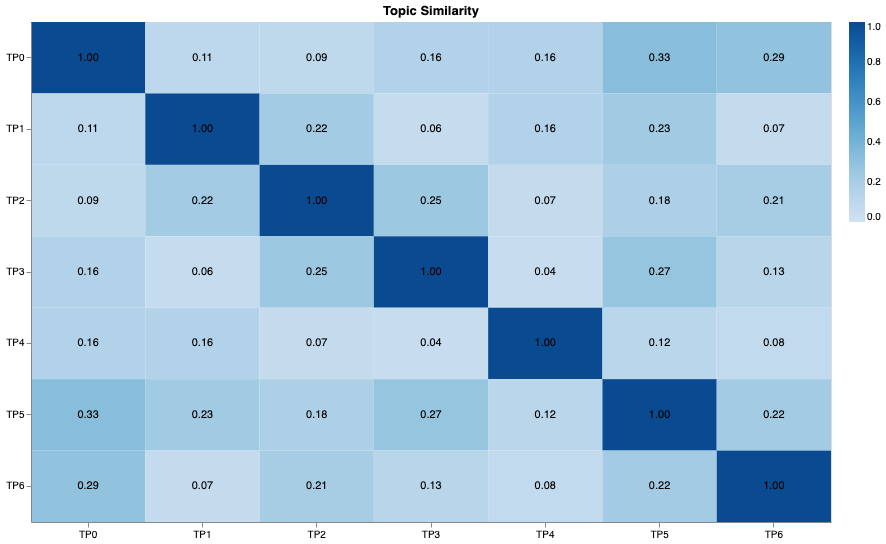 Topic Similarity
TP0 1.00 0.11 0.09 0.16 0.16 0.33 0.29
TP1 0.11 1.00 0.22 0.06 0.16 0.23 0.07
TP2 0.09 0.22 1.00 0.25 0.07 0.18 0.21
TP3 0.16 0.06 0.25 1.00 0.04 0.27 0.13
TP4 0.16 0.16 0.07 0.04 1.00 0.12 0.08
TP5 0.33 0.23 0.18 0.27 0.12 1.00 0.22
TP6 0.29 0.07 0.21 0.13 0.08 0.22 1.00
TP0 TP1 TP2 TP3 TP4 TP5 TP6
1.0
0.8
0.6
0.4
0.2
0.0